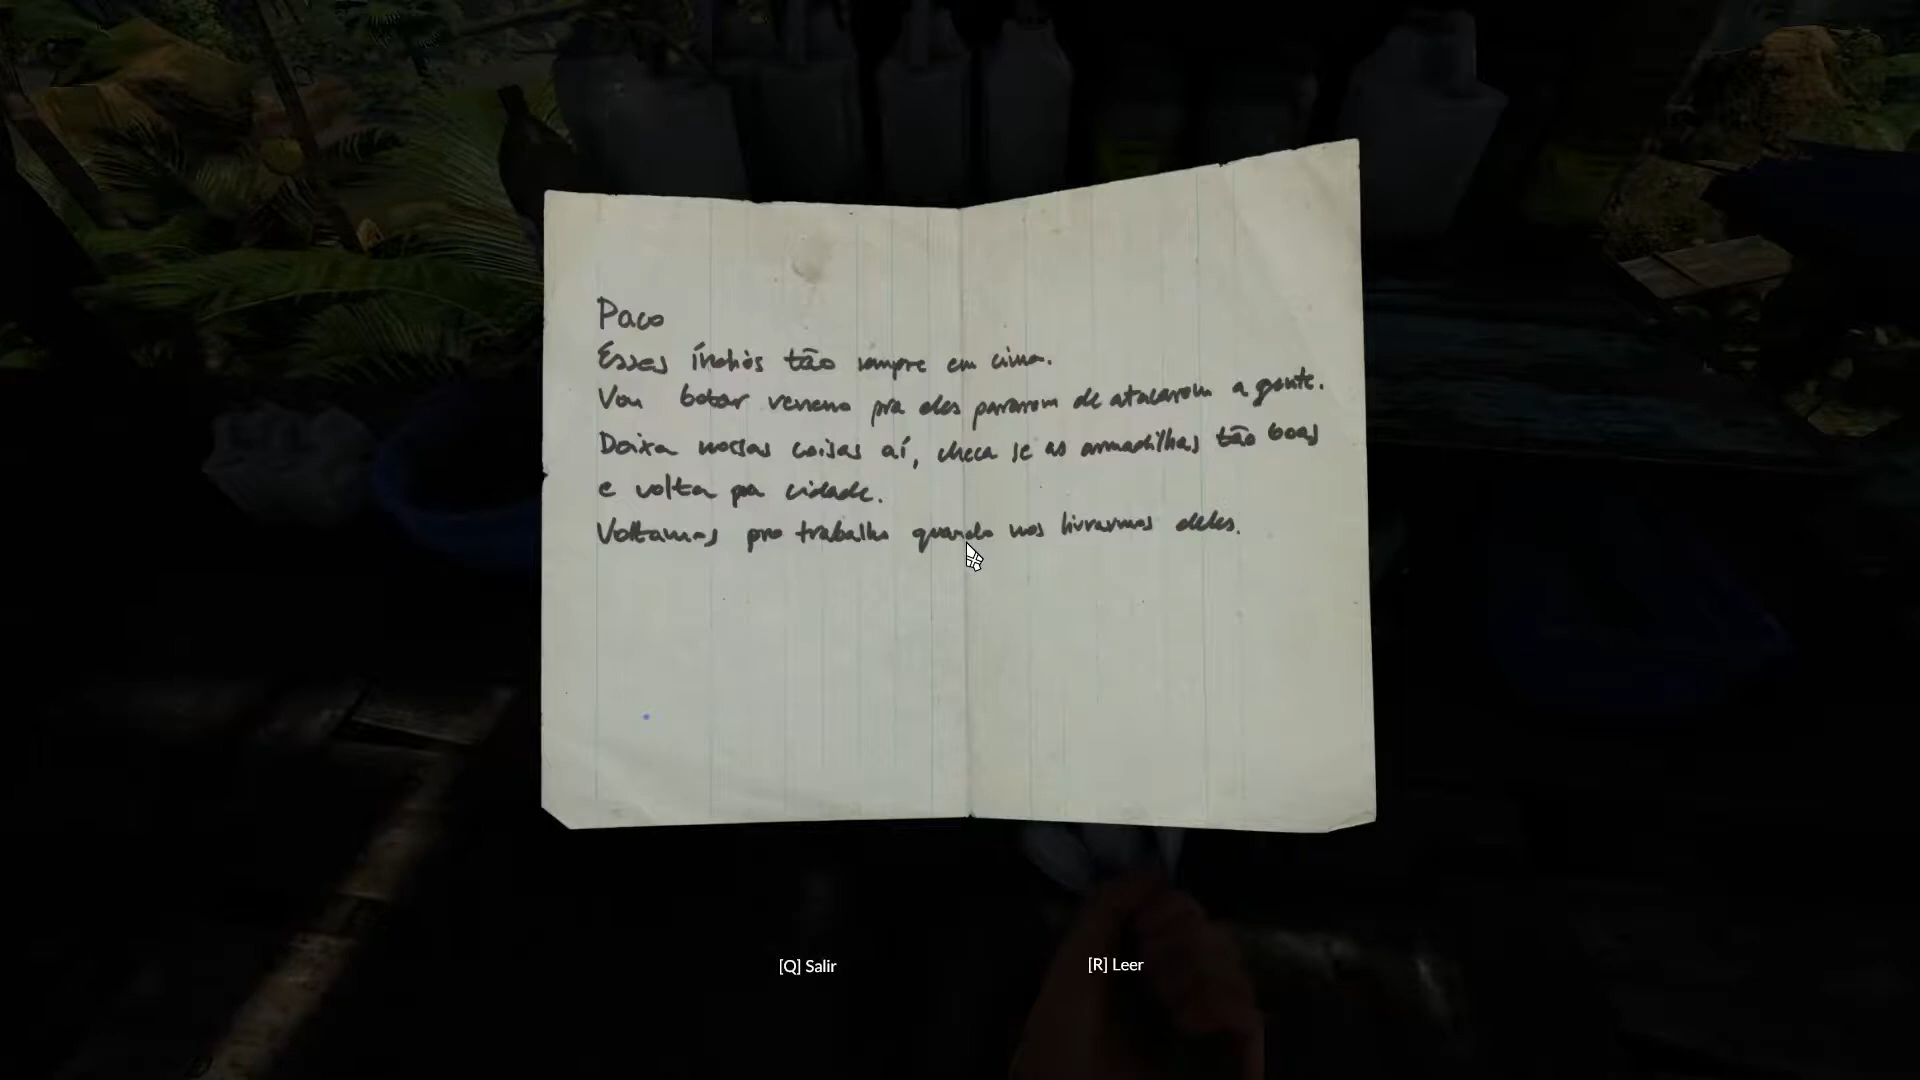 Paco
Esses índios tão sempre em cima.
Vou botar veneno pra eles pararem de atacarem a gente.
Deixa nossas coisas aí, checa se as armadilhas tão boas
e volta pra cidade.
Voltamos pro trabalho quando nos livrarmos deles.
[Q] Salir
[R] Leer